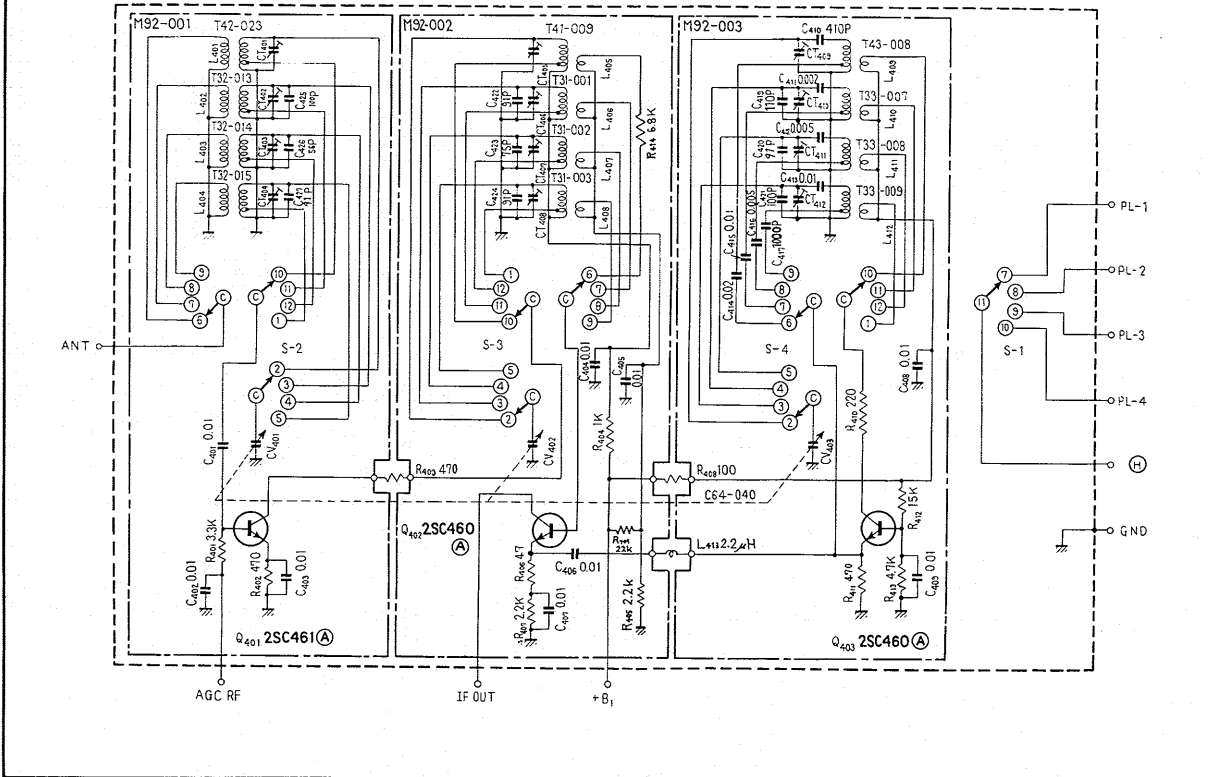 M92-001
T42-023
L401
CT401
T32-013
L402
CT402
C425
110P
T32-014
L403
CT403
C426
56P
T32-015
L404
CT404
C427
41P
9
8
7
6
C
10
11
12
1
C
S-2
2
3
4
5
C
ANT
C401 0.01
CV401
R401 3.3K
C402 0.01
R402 470
C403 0.01
Q401 2SC461 A
AGC RF
R403 470
M92-002
T41-009
CT405
L405
T31-001
C422
91P
CT406
L406
T31-002
C423
75P
CT407
L407
T31-003
C424
91P
CT408
L408
R414 6.8K
1
12
11
10
C
6
7
8
9
C
S-3
5
4
3
2
C
C404 0.01
C405
0.01
R404 1K
CV402
Q402 2SC460
A
R406 47
C406 0.01
R407 2.2K
C407 0.01
22K
R405 2.2K
IF OUT
+B1
R408 100
C64-040
L413 2.2μH
M92-003
C410 410P
T43-008
CT409
L409
C411 0.002
T33-007
C419
110P
CT410
L410
C412 0.005
T33-008
C420
97P
CT411
L411
C413 0.01
T33-009
C421
100P
CT412
L412
C414 0.02
C415 0.01
C416 0.005
C417 1000P
9
8
7
6
C
10
11
12
1
C
S-4
5
4
3
2
C
C408 0.01
R410 220
CV403
R412 15K
R411 470
R413 4.7K
C409 0.01
Q403 2SC460 A
7
8
9
10
11
S-1
PL-1
PL-2
PL-3
PL-4
H
GND